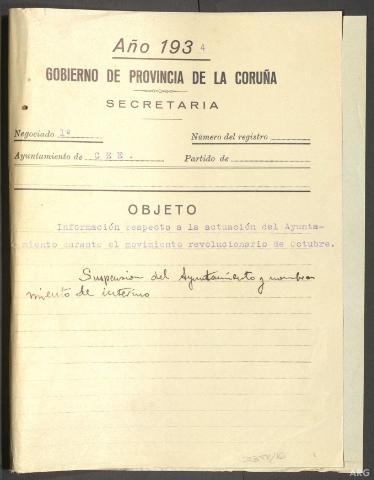 Año 1934
GOBIERNO DE PROVINCIA DE LA CORUÑA
SECRETARIA
Negociado 1º Número del registro
Ayuntamiento de CEE. Partido de
OBJETO
Información respecto a la actuación del Ayunta-
miento durante el movimiento revolucionario de Octubre.
Suspension del Ayuntamiento y nombra
miento de interino
ARG